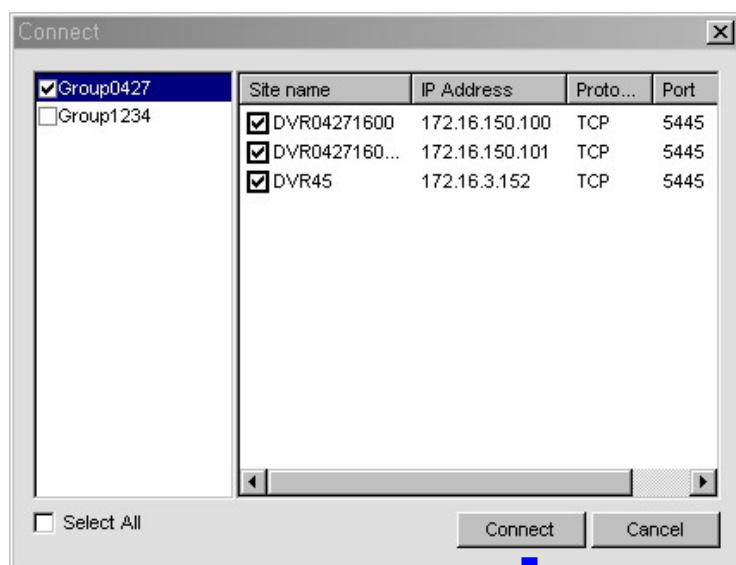 Connect
Group0427
Group1234
Site name IP Address Proto... Port
DVR04271600 172.16.150.100 TCP 5445
DVR0427160... 172.16.150.101 TCP 5445
DVR45 172.16.3.152 TCP 5445
Select All
Connect Cancel